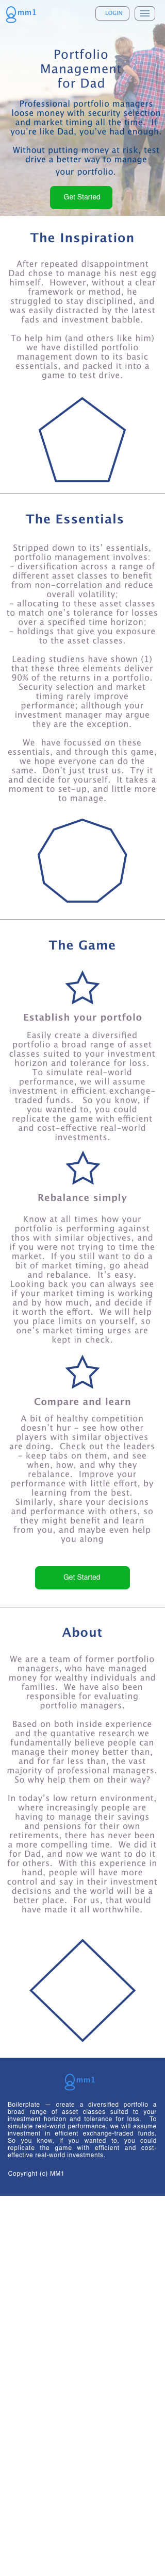 mm1
LOGIN
Portfolio
Management
for Dad
Professional portfolio managers
loose money with security selection
and market timing all the time. If
you're like Dad, you've had enough.
Without putting money at risk, test
drive a better way to manage
your portfolio.
Get Started
The Inspiration
After repeated disappointment
Dad chose to manage his nest egg
himself. However, without a clear
framework or method, he
struggled to stay disciplined, and
was easily distracted by the latest
fads and investment babble.
To help him (and others like him)
we have distilled portfolio
management down to its basic
essentials, and packed it into a
game to test drive.
The Essentials
Stripped down to its' essentials,
portfolio management involves:
- diversification across a range of
different asset classes to benefit
from non-correlation and reduce
overall volatility;
- allocating to these asset classes
to match one's tolerance for losses
over a specified time horizon;
- holdings that give you exposure
to the asset classes.
Leading studiens have shown (1)
that these three elements deliver
90% of the returns in a portfolio.
Security selection and market
timing rarely improve
performance; allthough your
investment manager may argue
they are the exception.
We have focussed on these
essentials, and through this game,
we hope everyone can do the
same. Don't just trust us. Try it
and decide for yourself. It takes a
moment to set-up, and little more
to manage.
The Game
Establish your portfolo
Easily create a diversified
portfolio a broad range of asset
classes suited to your investment
horizon and tolerance for loss.
To simulate real-world
performance, we will assume
investment in efficient exchange-
traded funds. So you know, if
you wanted to, you could
replicate the game with efficient
and cost-effective real-world
investments.
Rebalance simply
Know at all times how your
portfolio is performing against
thos with similar objectives, and
if you were not trying to time the
market. If you still want to do a
bit of market timing, go ahead
and rebalance. It's easy.
Looking back you can always see
if your market timing is working
and by how much, and decide if
it worth the effort. We will help
you place limits on yourself, so
one's market timing urges are
kept in check.
Compare and learn
A bit of healthy competition
doesn't hur - see how other
players with similar objectives
are doing. Check out the leaders
- keep tabs on them, and see
when, how, and why they
rebalance. Improve your
performance with little effort, by
learning from the best.
Similarly, share your decisions
and performance with others, so
they might benefit and learn
from you, and maybe even help
you along
Get Started
About
We are a team of former portfolio
managers, who have managed
money for wealthy individuals and
families. We have also been
responsible for evaluating
portfolio managers.
Based on both inside experience
and the quantative research we
fundamentally believe people can
manage their money better than,
and for far less than, the vast
majority of professional managers.
So why help them on their way?
In today's low return environment,
where increasingly people are
having to manage their savings
and pensions for their own
retirements, there has never been
a more compelling time. We did it
for Dad, and now we want to do it
for others. With this experience in
hand, people will have more
control and say in their investment
decisions and the world will be a
better place. For us, that would
have made it all worthwhile.
mm1
Boilerplate — create a diversified portfolio a
broad range of asset classes suited to your
investment horizon and tolerance for loss. To
simulate real-world performance, we will assume
investment in efficient exchange-traded funds.
So you know, if you wanted to, you could
replicate the game with efficient and cost-
effective real-world investments.
Copyright (c) MM1